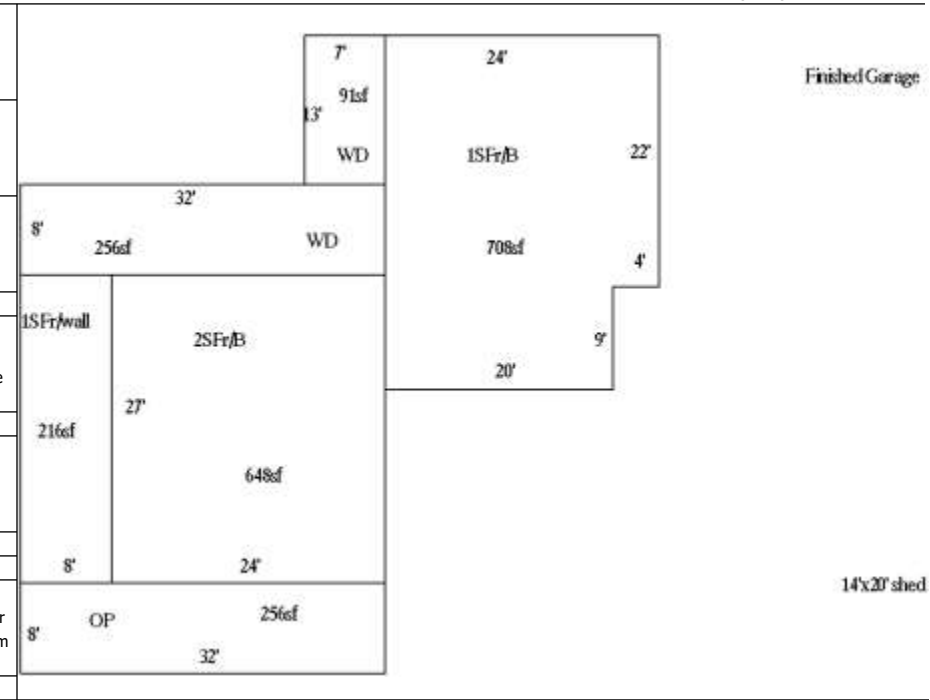 7'
24'
Finished Garage
91sf
13'
WD
1SFr/B
22'
32'
8'
256sf
WD
708sf
4'
1SFr/wall
2SFr/B
9'
20'
e
27'
216sf
648sf
8'
24'
14'x20' shed
r
OP
256sf
8'
m
32'